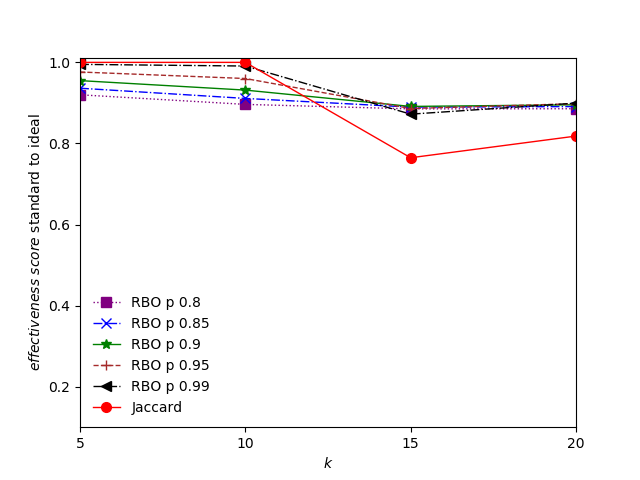 1.0
0.8
0.6
0.4
0.2
effectiveness score standard to ideal
RBO p 0.8
RBO p 0.85
RBO p 0.9
RBO p 0.95
RBO p 0.99
Jaccard
5 10 15 20
k